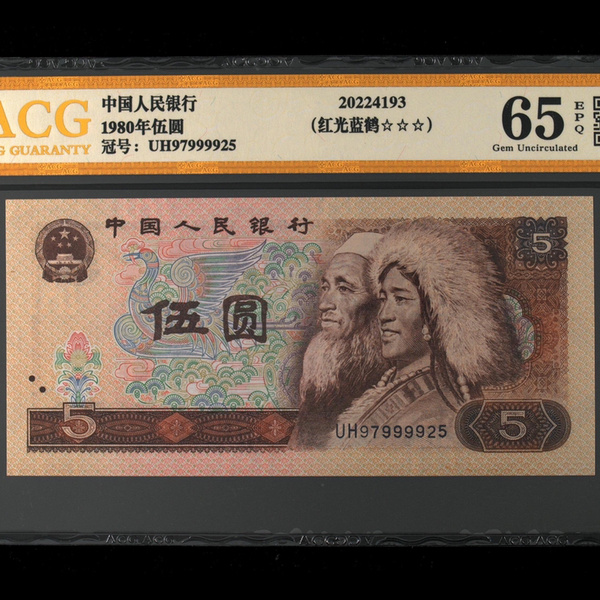 ACG
G GUARANTY
中国人民银行
1980年伍圆
冠号：UH97999925
20224193
（红光蓝鹤☆☆☆）
65
EPQ
Gem Uncirculated
中国人民银行
5
伍圆
5
UH97999925
5